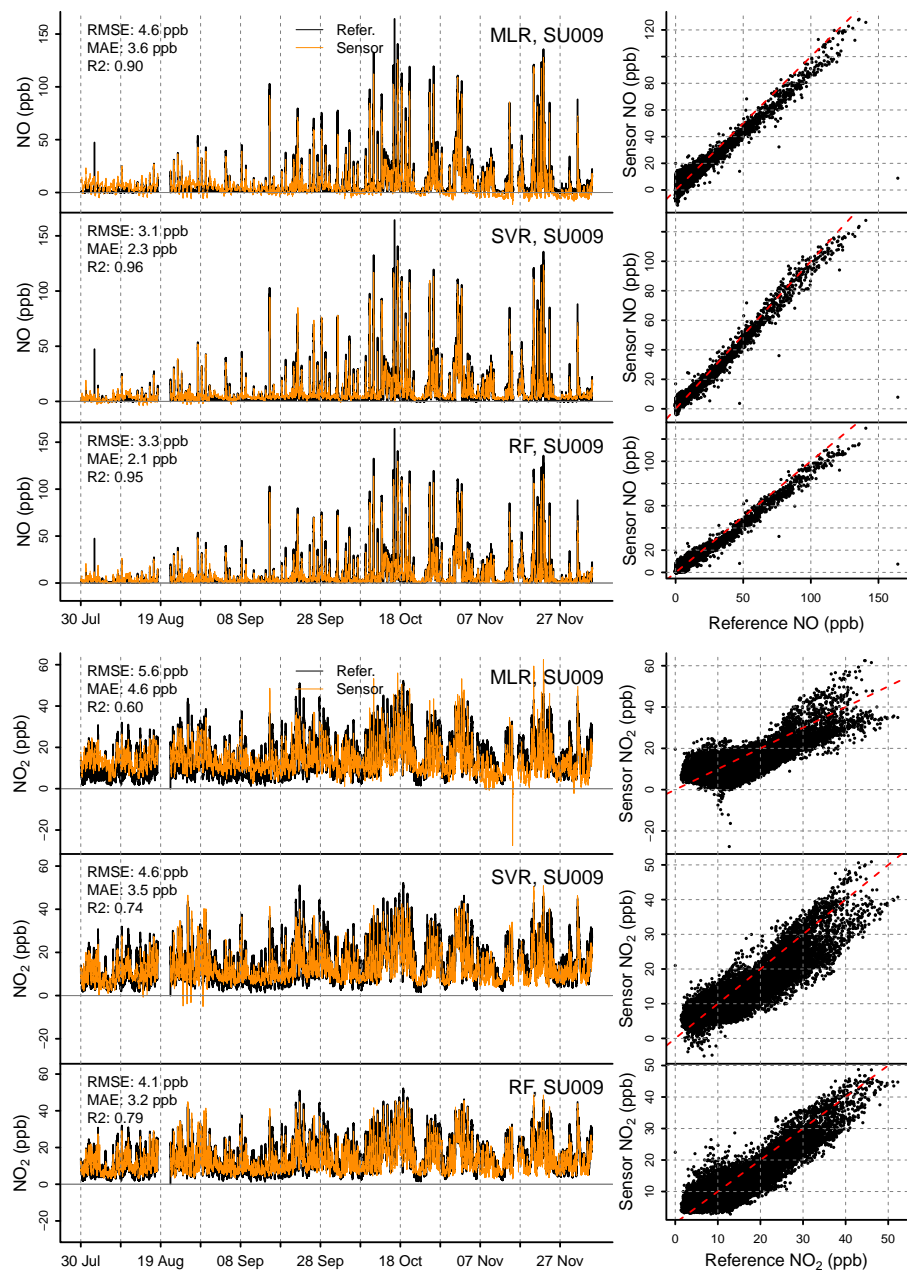 RMSE: 4.6 ppb
MAE: 3.6 ppb
R2: 0.90
Refer.
Sensor
MLR, SU009
NO (ppb)
0
50
100
150
Sensor NO (ppb)
0
20
40
60
80
120
RMSE: 3.1 ppb
MAE: 2.3 ppb
R2: 0.96
SVR, SU009
NO (ppb)
0
50
100
150
Sensor NO (ppb)
0
20
40
60
80
120
RMSE: 3.3 ppb
MAE: 2.1 ppb
R2: 0.95
RF, SU009
NO (ppb)
0
50
100
150
Sensor NO (ppb)
0
20
60
80
120
30 Jul
19 Aug
08 Sep
28 Sep
18 Oct
07 Nov
27 Nov
0
50
100
150
Reference NO (ppb)
RMSE: 5.6 ppb
MAE: 4.6 ppb
R2: 0.60
Refer.
Sensor
MLR, SU009
NO₂ (ppb)
−20
0
20
40
60
Sensor NO₂ (ppb)
−20
0
20
40
60
RMSE: 4.6 ppb
MAE: 3.5 ppb
R2: 0.74
SVR, SU009
NO₂ (ppb)
−20
0
20
40
60
Sensor NO₂ (ppb)
0
10
20
30
40
50
RMSE: 4.1 ppb
MAE: 3.2 ppb
R2: 0.79
RF, SU009
NO₂ (ppb)
−20
0
20
40
60
Sensor NO₂ (ppb)
10
20
30
50
50
30 Jul
19 Aug
08 Sep
28 Sep
18 Oct
07 Nov
27 Nov
0
10
20
30
40
50
Reference NO₂ (ppb)